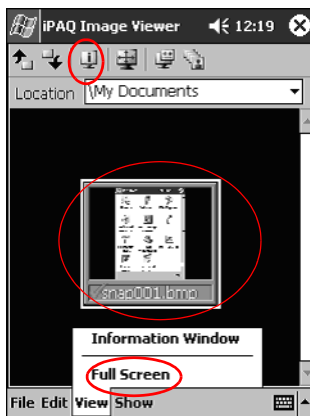 iPAQ Image Viewer 12:19
Location \My Documents
snap001.bmp
Information Window
Full Screen
File Edit View Show